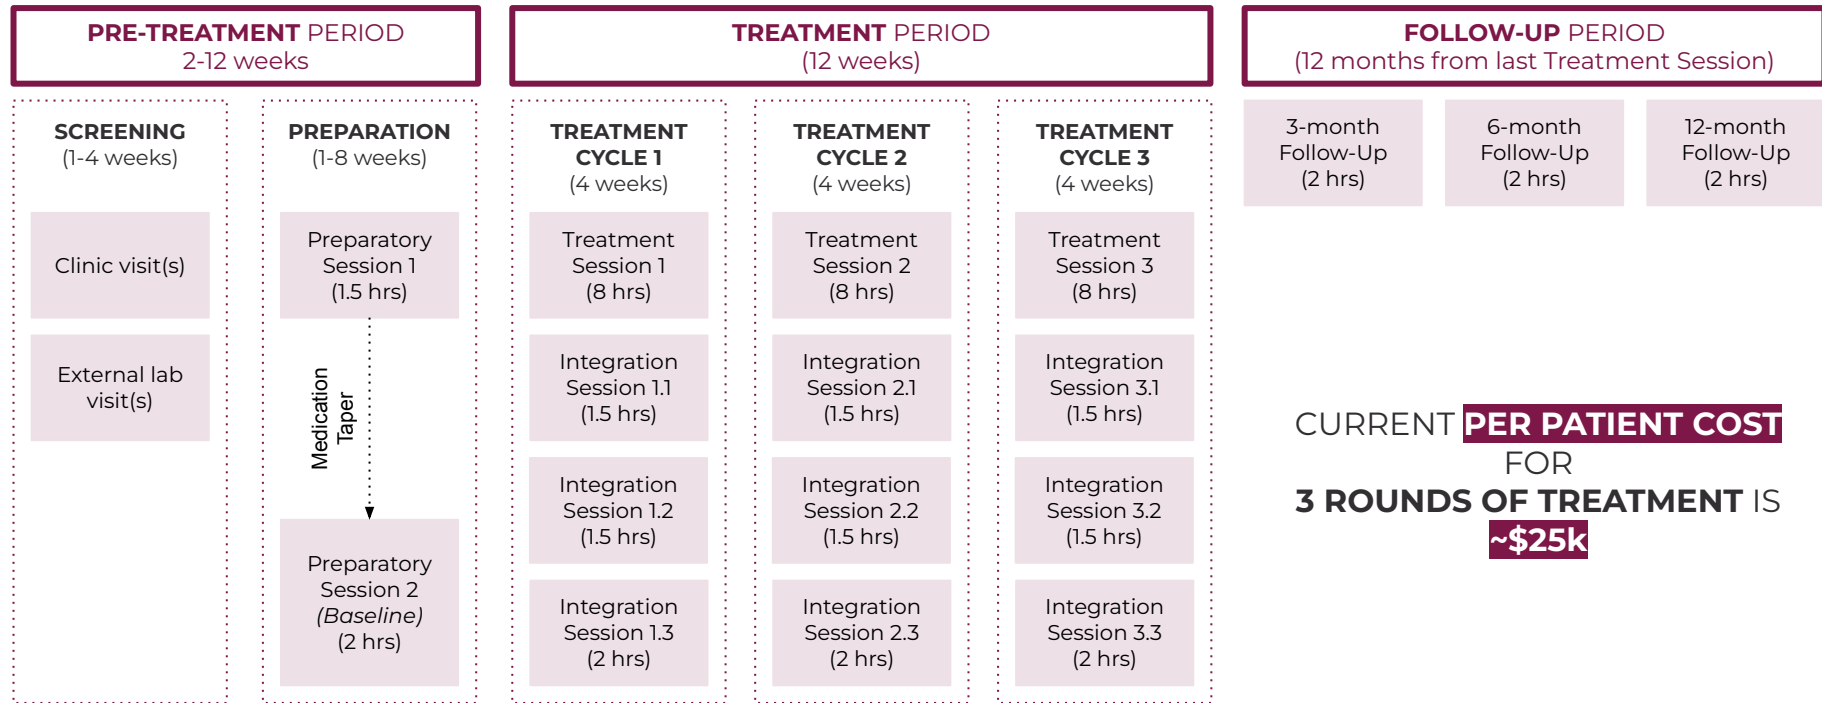 PRE-TREATMENT PERIOD
2-12 weeks
TREATMENT PERIOD
(12 weeks)
FOLLOW-UP PERIOD
(12 months from last Treatment Session)
SCREENING
(1-4 weeks)
Clinic visit(s)
External lab
visit(s)
PREPARATION
(1-8 weeks)
Preparatory
Session 1
(1.5 hrs)
Medication
Taper
Preparatory
Session 2
(Baseline)
(2 hrs)
TREATMENT
CYCLE 1
(4 weeks)
Treatment
Session 1
(8 hrs)
Integration
Session 1.1
(1.5 hrs)
Integration
Session 1.2
(1.5 hrs)
Integration
Session 1.3
(2 hrs)
TREATMENT
CYCLE 2
(4 weeks)
Treatment
Session 2
(8 hrs)
Integration
Session 2.1
(1.5 hrs)
Integration
Session 2.2
(1.5 hrs)
Integration
Session 2.3
(2 hrs)
TREATMENT
CYCLE 3
(4 weeks)
Treatment
Session 3
(8 hrs)
Integration
Session 3.1
(1.5 hrs)
Integration
Session 3.2
(1.5 hrs)
Integration
Session 3.3
(2 hrs)
3-month
Follow-Up
(2 hrs)
6-month
Follow-Up
(2 hrs)
12-month
Follow-Up
(2 hrs)
CURRENT PER PATIENT COST
FOR
3 ROUNDS OF TREATMENT IS
~$25k